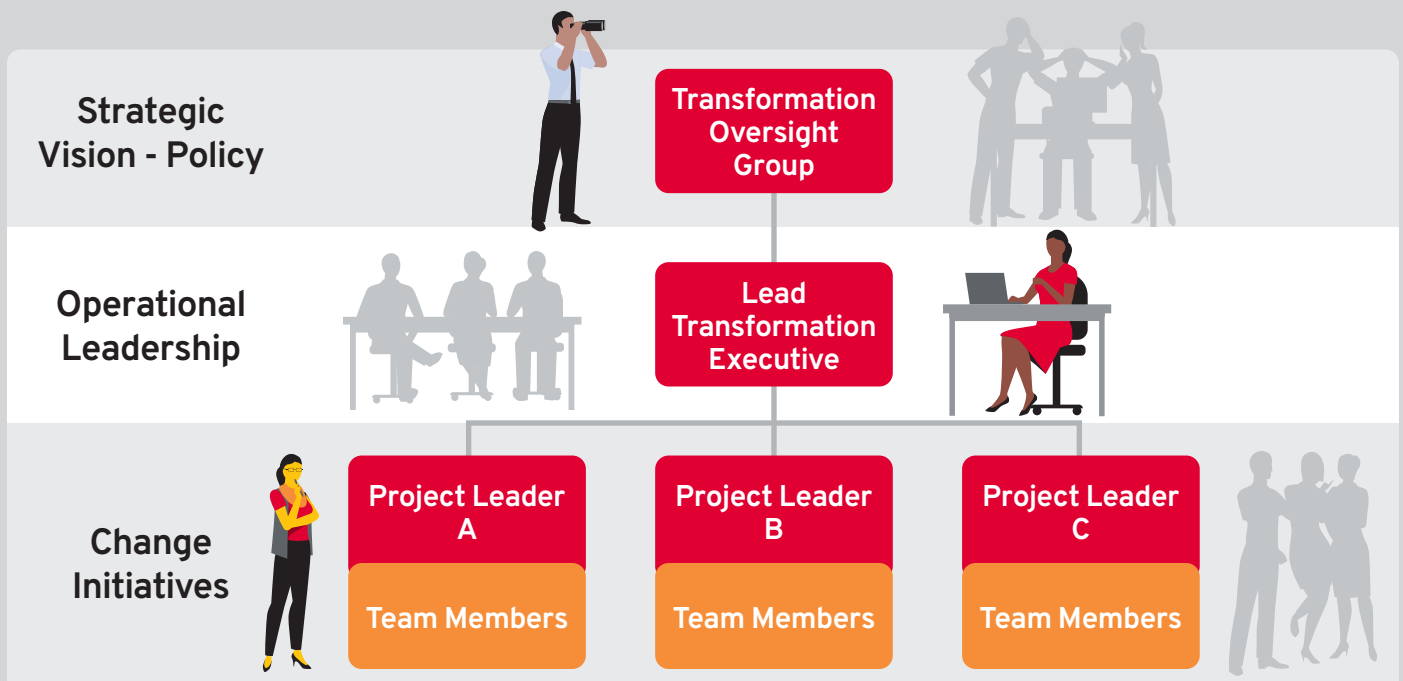 Strategic
Vision - Policy
Transformation
Oversight
Group
Operational
Leadership
Lead
Transformation
Executive
Change
Initiatives
Project Leader
A
Team Members
Project Leader
B
Team Members
Project Leader
C
Team Members